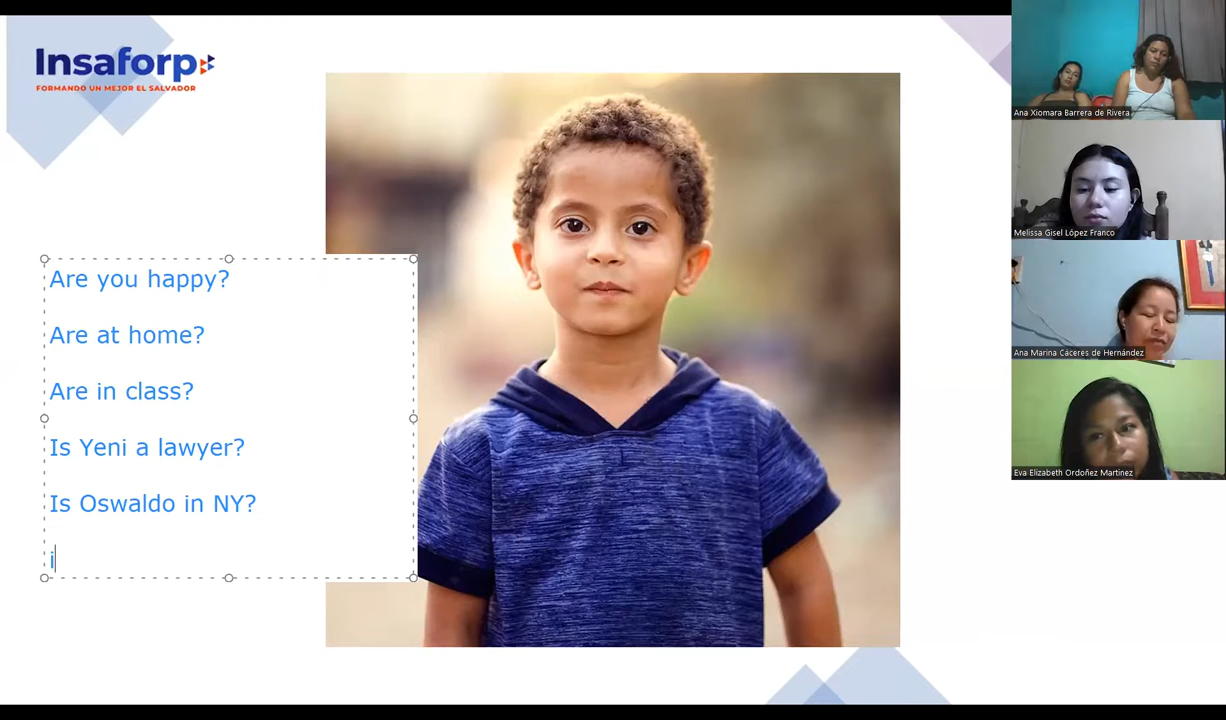 Insaforp
FORMANDO UN MEJOR EL SALVADOR
Are you happy?
Are at home?
Are in class?
Is Yeni a lawyer?
Is Oswaldo in NY?
i
Ana Xiomara Barrera de Rivera
Melissa Gisel López Franco
Ana Marina Cáceres de Hernández
Eva Elizabeth Ordoñez Martinez